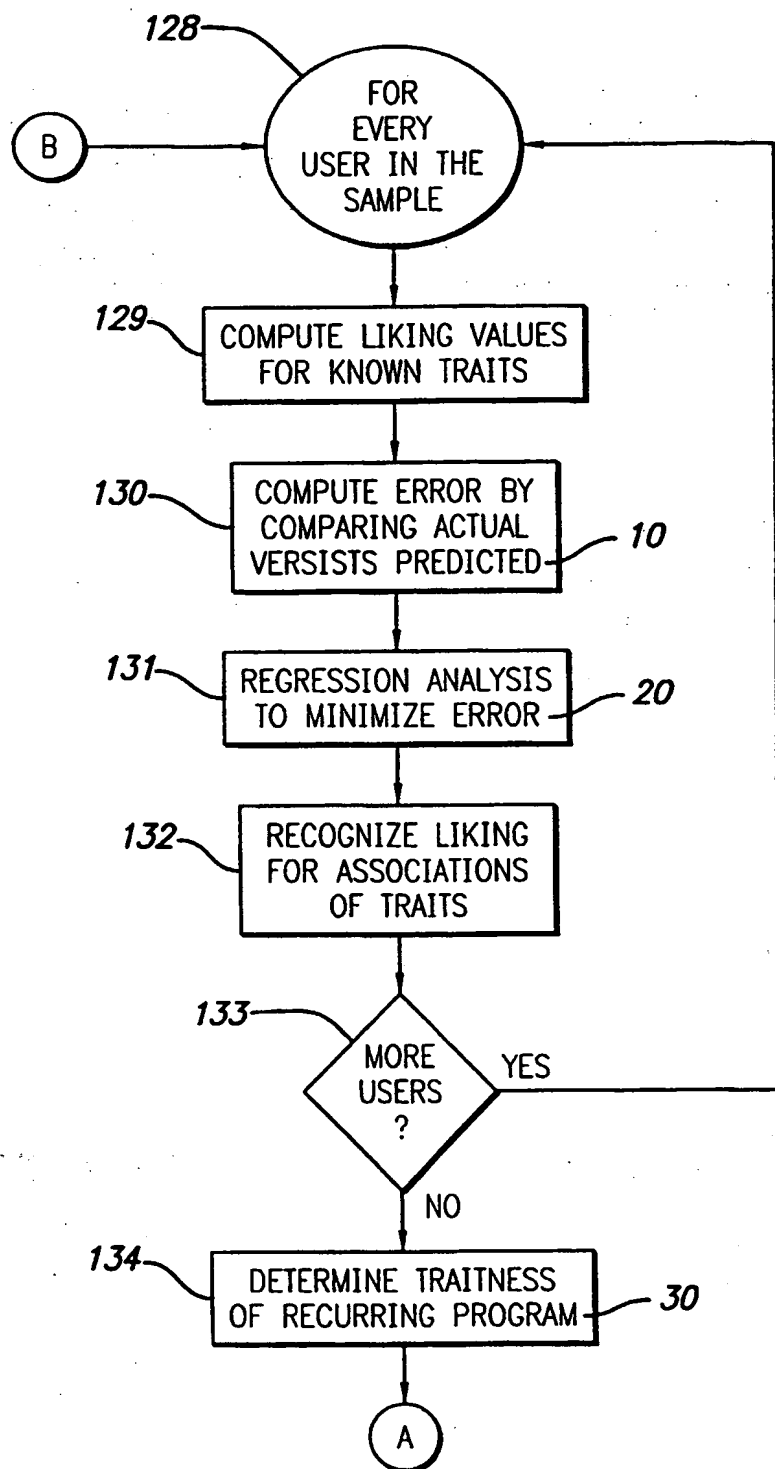 128
FOR
EVERY
USER IN THE
SAMPLE
B
129
COMPUTE LIKING VALUES
FOR KNOWN TRAITS
130
COMPUTE ERROR BY
COMPARING ACTUAL
VERSISTS PREDICTED
10
131
REGRESSION ANALYSIS
TO MINIMIZE ERROR
20
132
RECOGNIZE LIKING
FOR ASSOCIATIONS
OF TRAITS
133
MORE
USERS
?
YES
NO
134
DETERMINE TRAITNESS
OF RECURRING PROGRAM
30
A